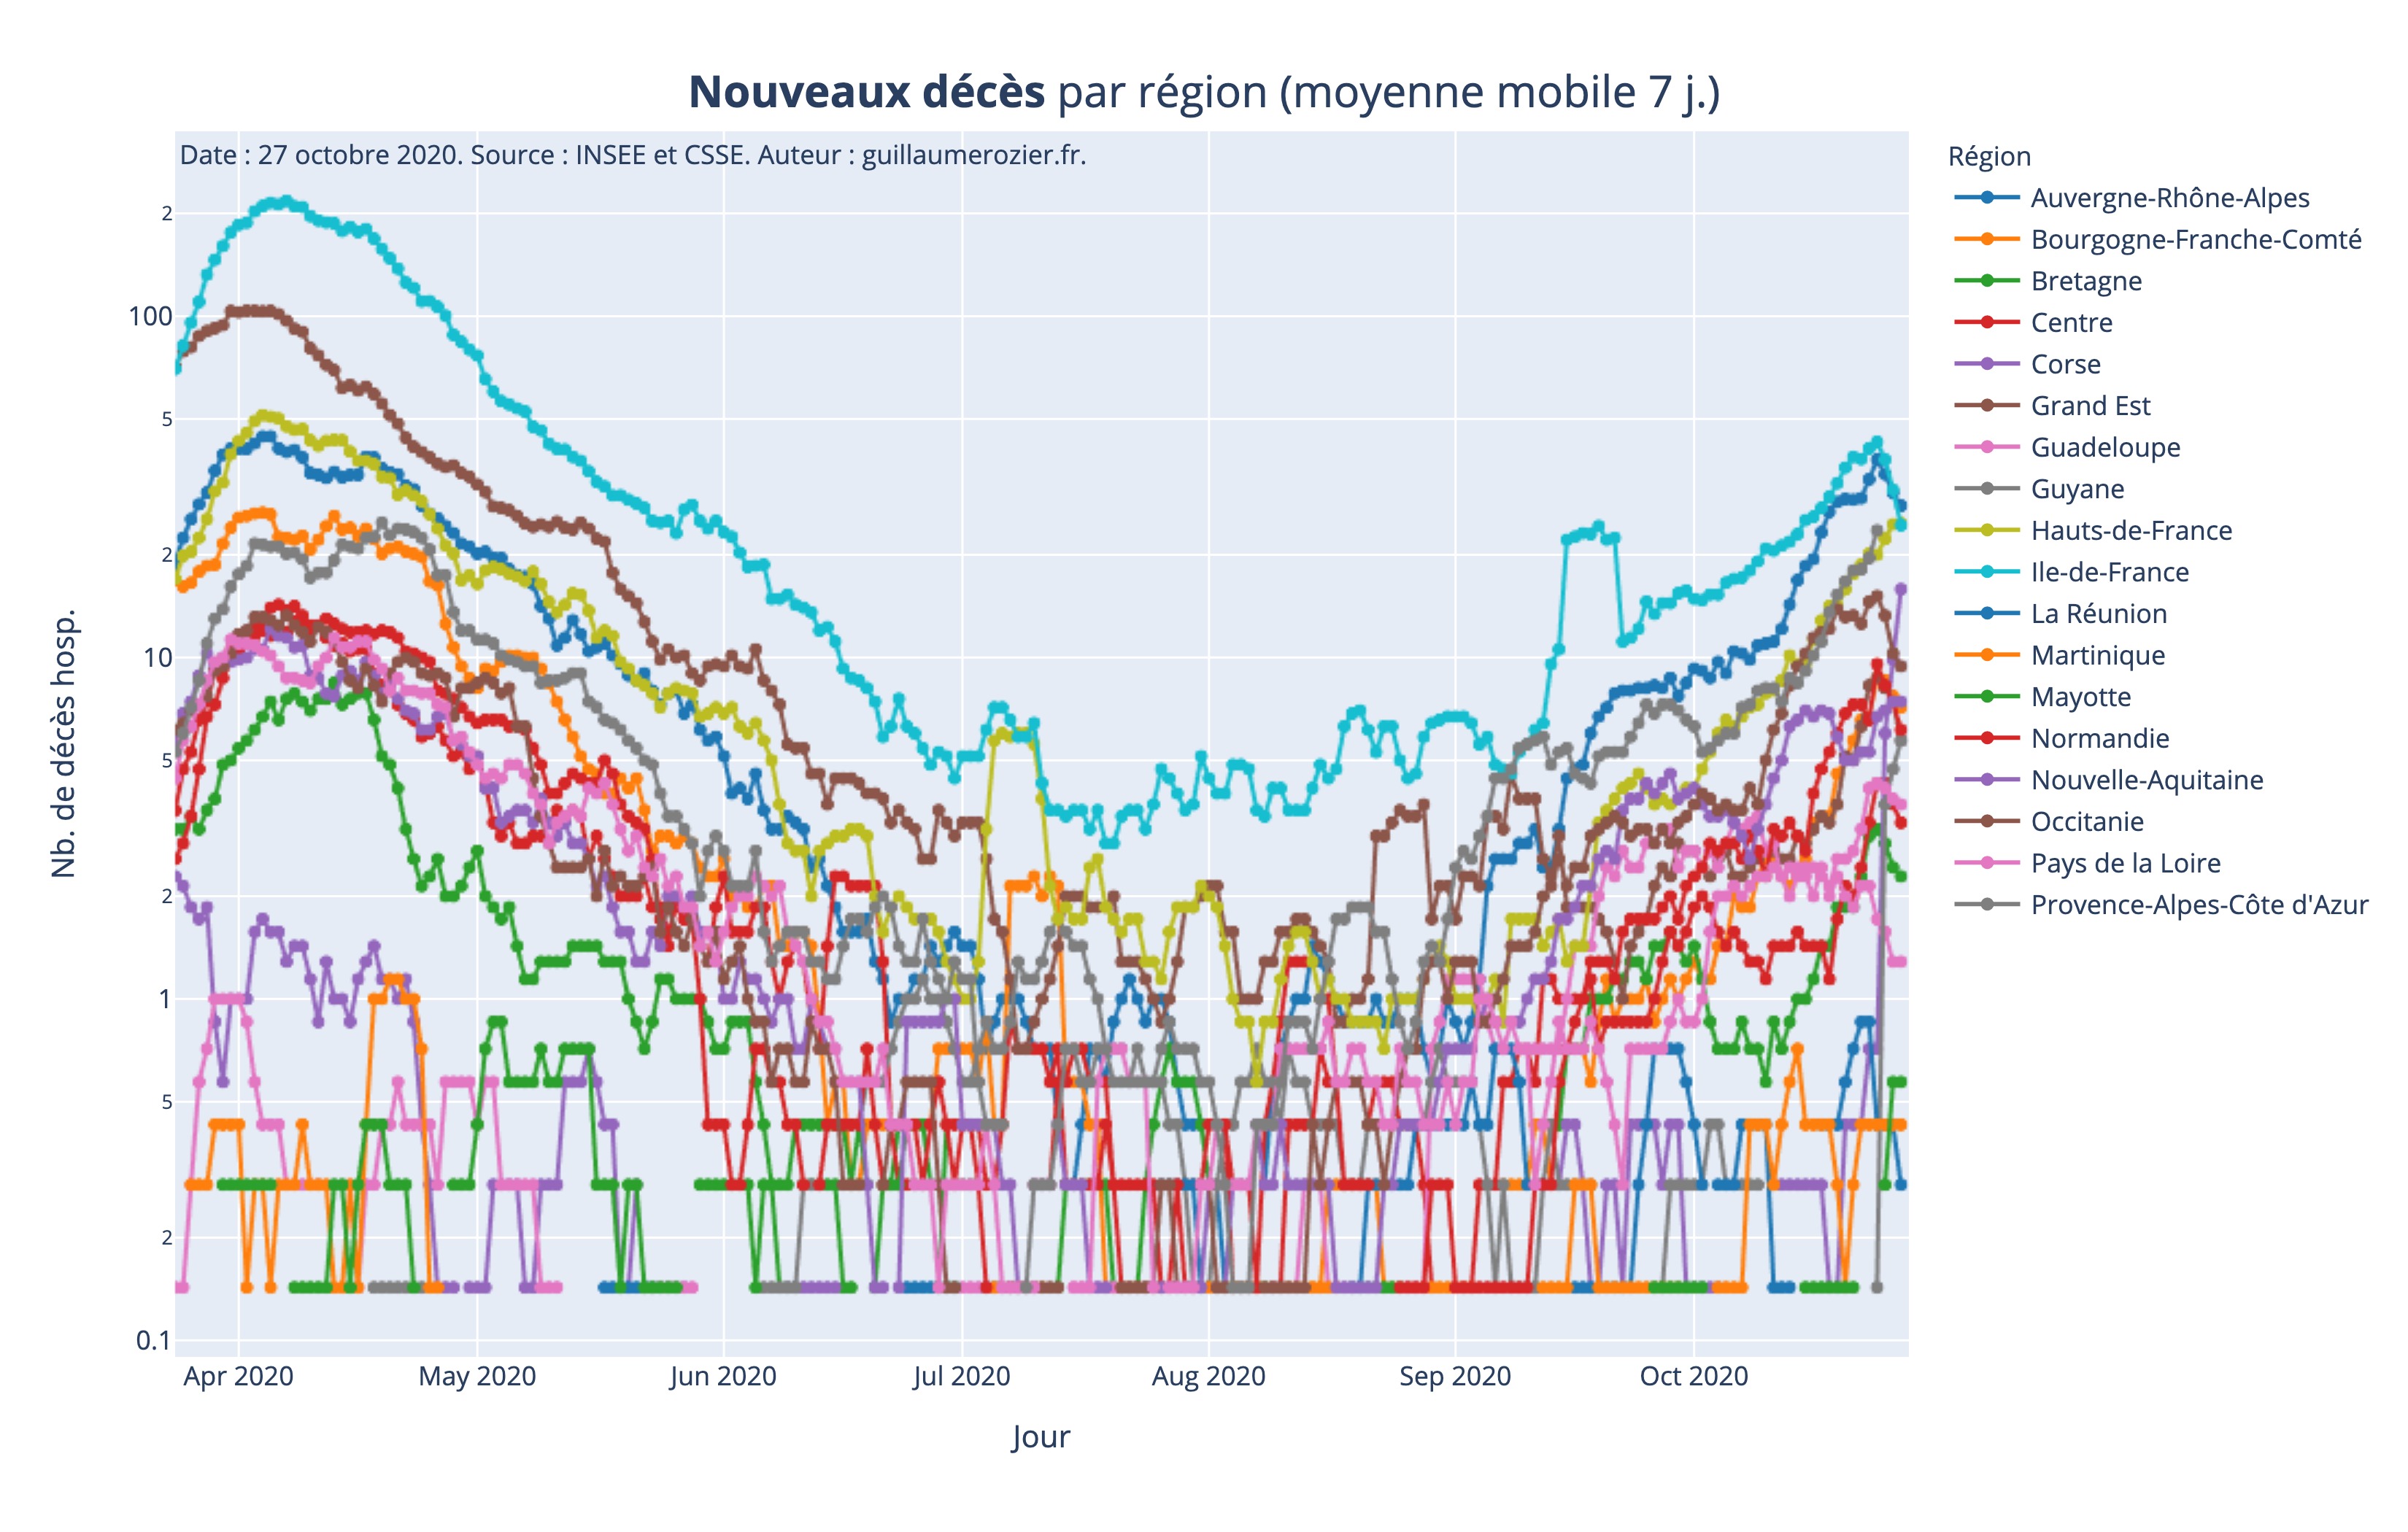 Nouveaux décès par région (moyenne mobile 7 j.)
Date : 27 octobre 2020. Source : INSEE et CSSE. Auteur : guillaumerozier.fr.
Nb. de décès hosp.
2
100
5
2
10
5
2
1
5
2
0.1
Apr 2020
May 2020
Jun 2020
Jul 2020
Aug 2020
Sep 2020
Oct 2020
Jour
Région
Auvergne-Rhône-Alpes
Bourgogne-Franche-Comté
Bretagne
Centre
Corse
Grand Est
Guadeloupe
Guyane
Hauts-de-France
Ile-de-France
La Réunion
Martinique
Mayotte
Normandie
Nouvelle-Aquitaine
Occitanie
Pays de la Loire
Provence-Alpes-Côte d'Azur